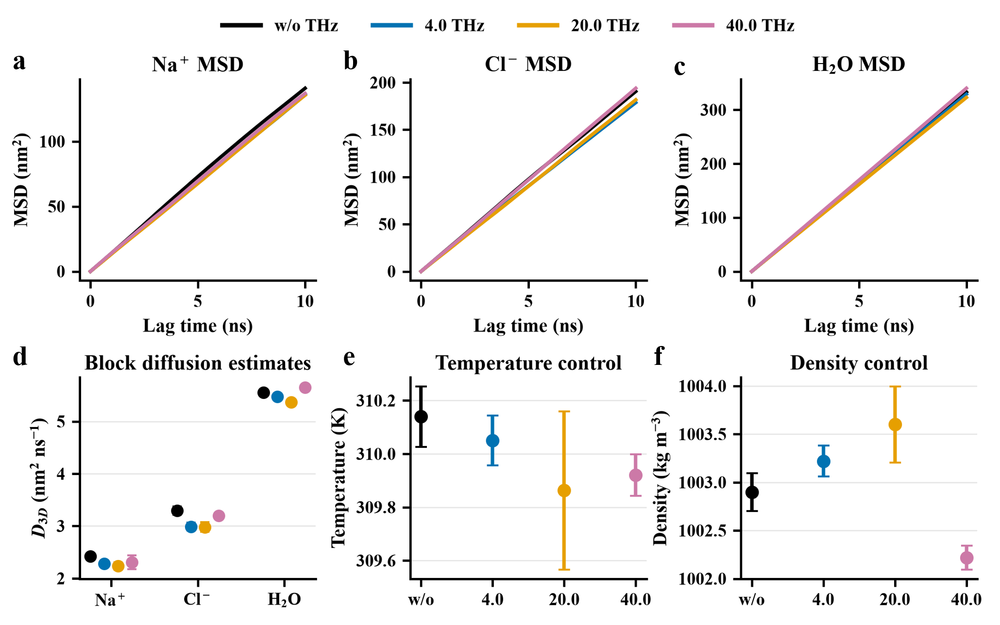 w/o THz 4.0 THz 20.0 THz 40.0 THz
a Na⁺ MSD
MSD (nm²)
100
50
0
0 5 10
Lag time (ns)
b Cl⁻ MSD
MSD (nm²)
200
150
100
50
0
0 5 10
Lag time (ns)
c H₂O MSD
MSD (nm²)
300
200
100
0
0 5 10
Lag time (ns)
d Block diffusion estimates
D₃D (nm² ns⁻¹)
5
4
3
2
Na⁺ Cl⁻ H₂O
e Temperature control
Temperature (K)
310.2
310.0
309.8
309.6
w/o 4.0 20.0 40.0
f Density control
Density (kg m⁻³)
1004.0
1003.5
1003.0
1002.5
1002.0
w/o 4.0 20.0 40.0